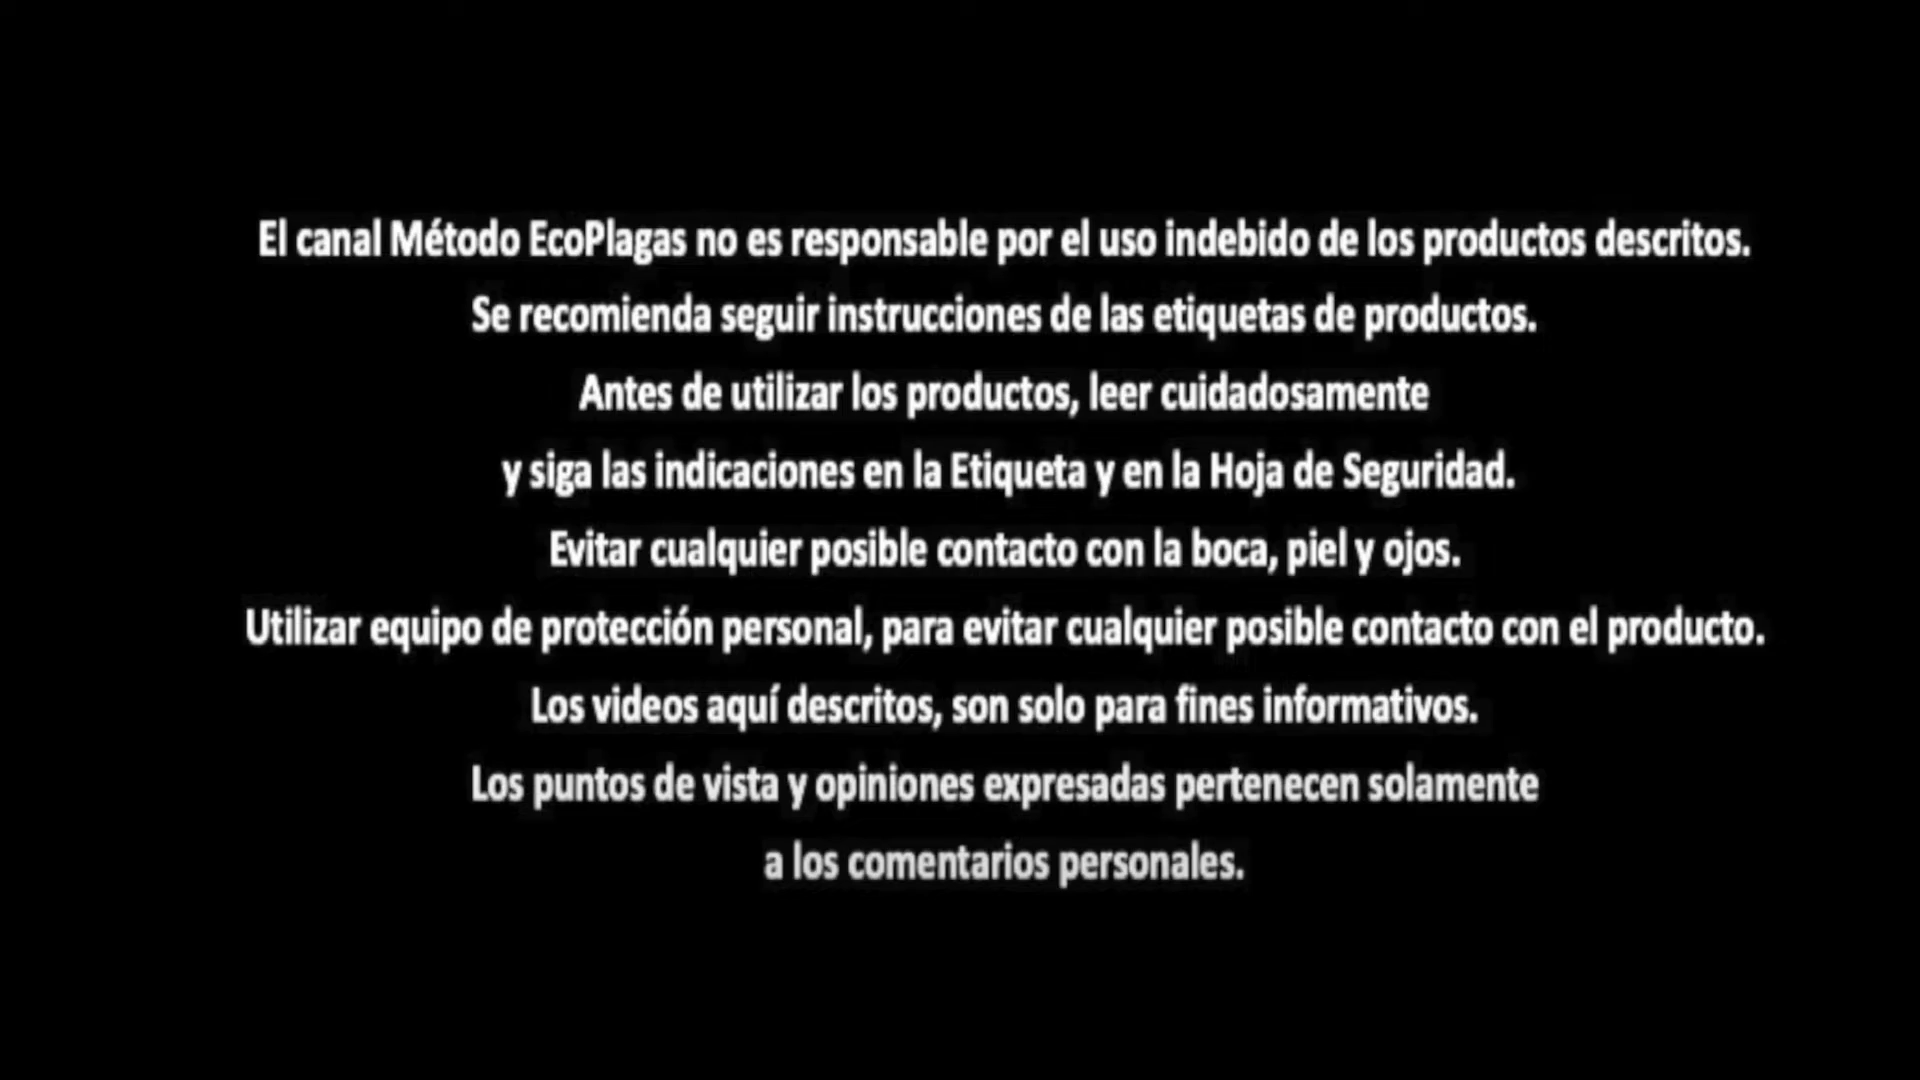 El canal Método EcoPlagas no es responsable por el uso indebido de los productos descritos.
Se recomienda seguir instrucciones de las etiquetas de productos.
Antes de utilizar los productos, leer cuidadosamente
y siga las indicaciones en la Etiqueta y en la Hoja de Seguridad.
Evitar cualquier posible contacto con la boca, piel y ojos.
Utilizar equipo de protección personal, para evitar cualquier posible contacto con el producto.
Los videos aquí descritos, son solo para fines informativos.
Los puntos de vista y opiniones expresadas pertenecen solamente
a los comentarios personales.